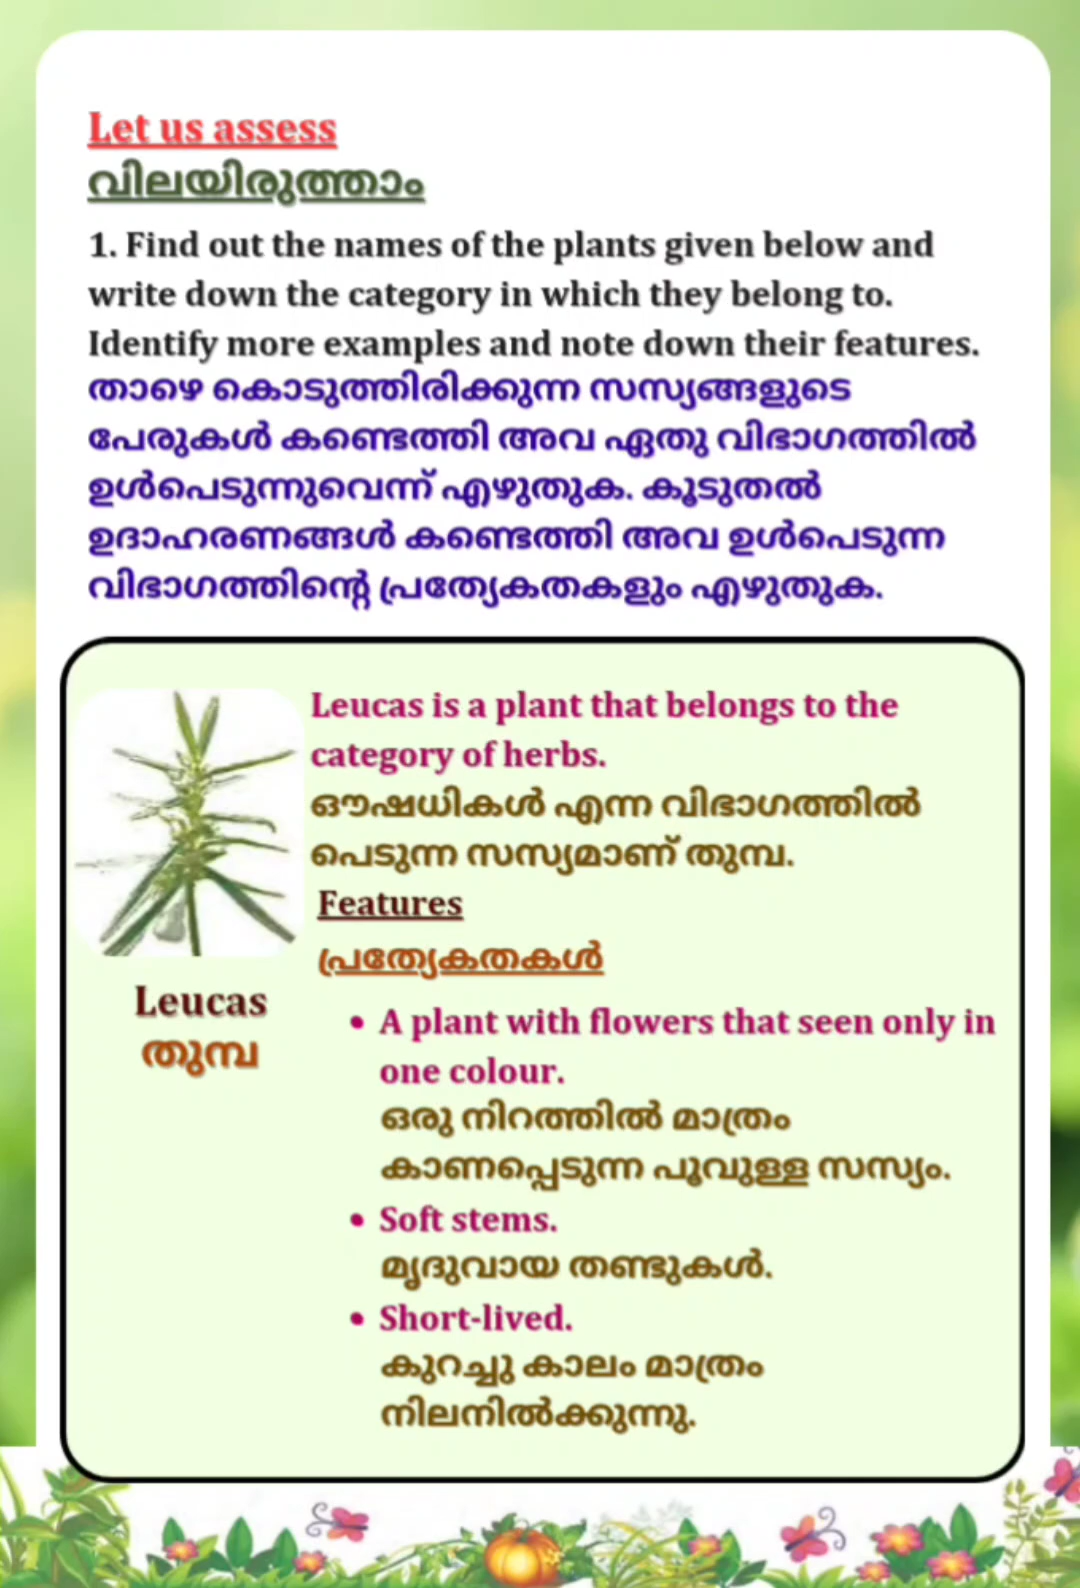 Let us assess
വിലയിരുത്താം
1. Find out the names of the plants given below and
write down the category in which they belong to.
Identify more examples and note down their features.
താഴെ കൊടുത്തിരിക്കുന്ന സസ്യങ്ങളുടെ
പേരുകൾ കണ്ടെത്തി അവ ഏതു വിഭാഗത്തിൽ
ഉൾപെടുന്നുവെന്ന് എഴുതുക. കൂടുതൽ
ഉദാഹരണങ്ങൾ കണ്ടെത്തി അവ ഉൾപെടുന്ന
വിഭാഗത്തിന്റെ പ്രത്യേകതകളും എഴുതുക.
Leucas is a plant that belongs to the
category of herbs.
ഔഷധികൾ എന്ന വിഭാഗത്തിൽ
പെടുന്ന സസ്യമാണ് തുമ്പ.
Features
പ്രത്യേകതകൾ
Leucas
തുമ്പ
• A plant with flowers that seen only in
one colour.
ഒരു നിറത്തിൽ മാത്രം
കാണപ്പെടുന്ന പൂവുള്ള സസ്യം.
• Soft stems.
മൃദുവായ തണ്ടുകൾ.
• Short-lived.
കുറച്ചു കാലം മാത്രം
നിലനിൽക്കുന്നു.